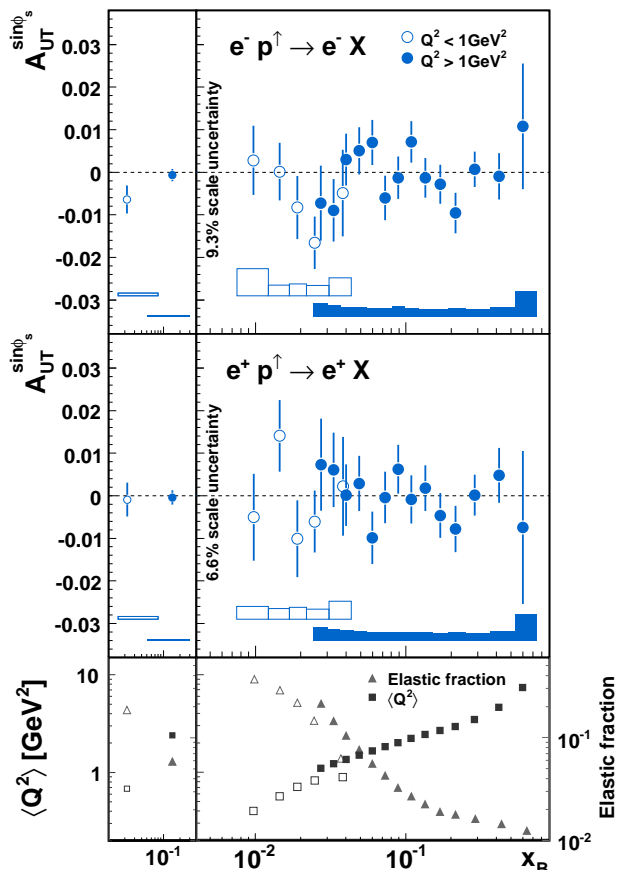 A_UT^sinϕ_s
0.03
0.02
0.01
0
-0.01
-0.02
-0.03
e⁻ p↑ → e⁻ X
Q² < 1GeV²
Q² > 1GeV²
9.3% scale uncertainty
A_UT^sinϕ_s
0.03
0.02
0.01
0
-0.01
-0.02
-0.03
e⁺ p↑ → e⁺ X
6.6% scale uncertainty
⟨Q²⟩ [GeV²]
10
1
Elastic fraction
⟨Q²⟩
10⁻¹
10⁻²
Elastic fraction
10⁻¹
10⁻²
10⁻¹
x_B